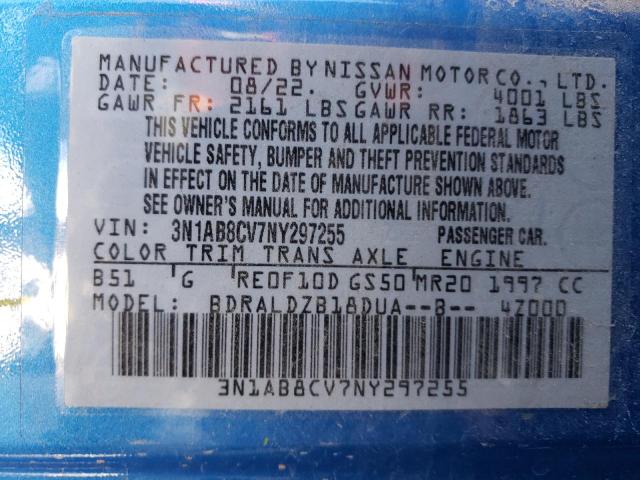 MANUFACTURED BY NISSAN MOTOR CO., LTD.
DATE: 08/22. GVWR: 4001 LBS
GAWR FR: 2161 LBS GAWR RR: 1863 LBS
THIS VEHICLE CONFORMS TO ALL APPLICABLE FEDERAL MOTOR
VEHICLE SAFETY, BUMPER AND THEFT PREVENTION STANDARDS
IN EFFECT ON THE DATE OF MANUFACTURE SHOWN ABOVE.
SEE OWNER'S MANUAL FOR ADDITIONAL INFORMATION.
VIN: 3N1AB8CV7NY297255 PASSENGER CAR.
COLOR TRIM TRANS AXLE ENGINE
B51 G RE0F10D GS50 MR20 1997 CC
MODEL: BDRALDZB18DUA--B-- 4Z000
3N1AB8CV7NY297255